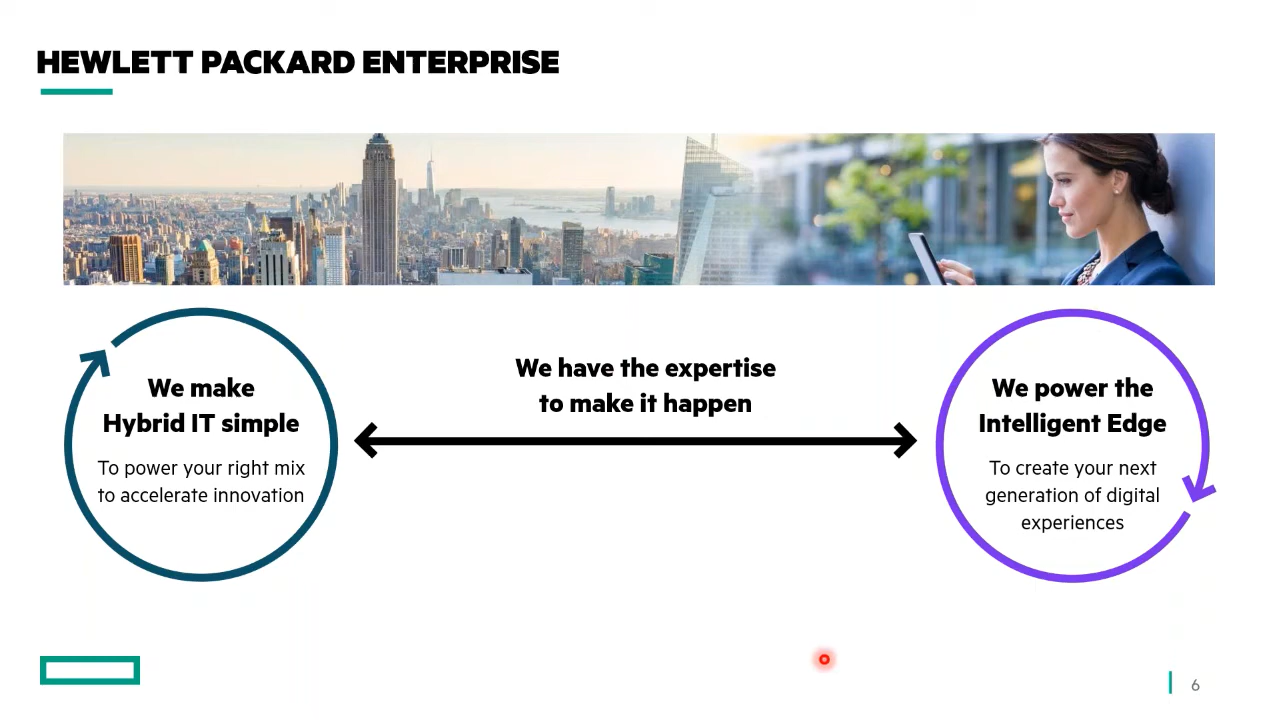 HEWLETT PACKARD ENTERPRISE
We make
Hybrid IT simple
To power your right mix
to accelerate innovation
We have the expertise
to make it happen
We power the
Intelligent Edge
To create your next
generation of digital
experiences
6